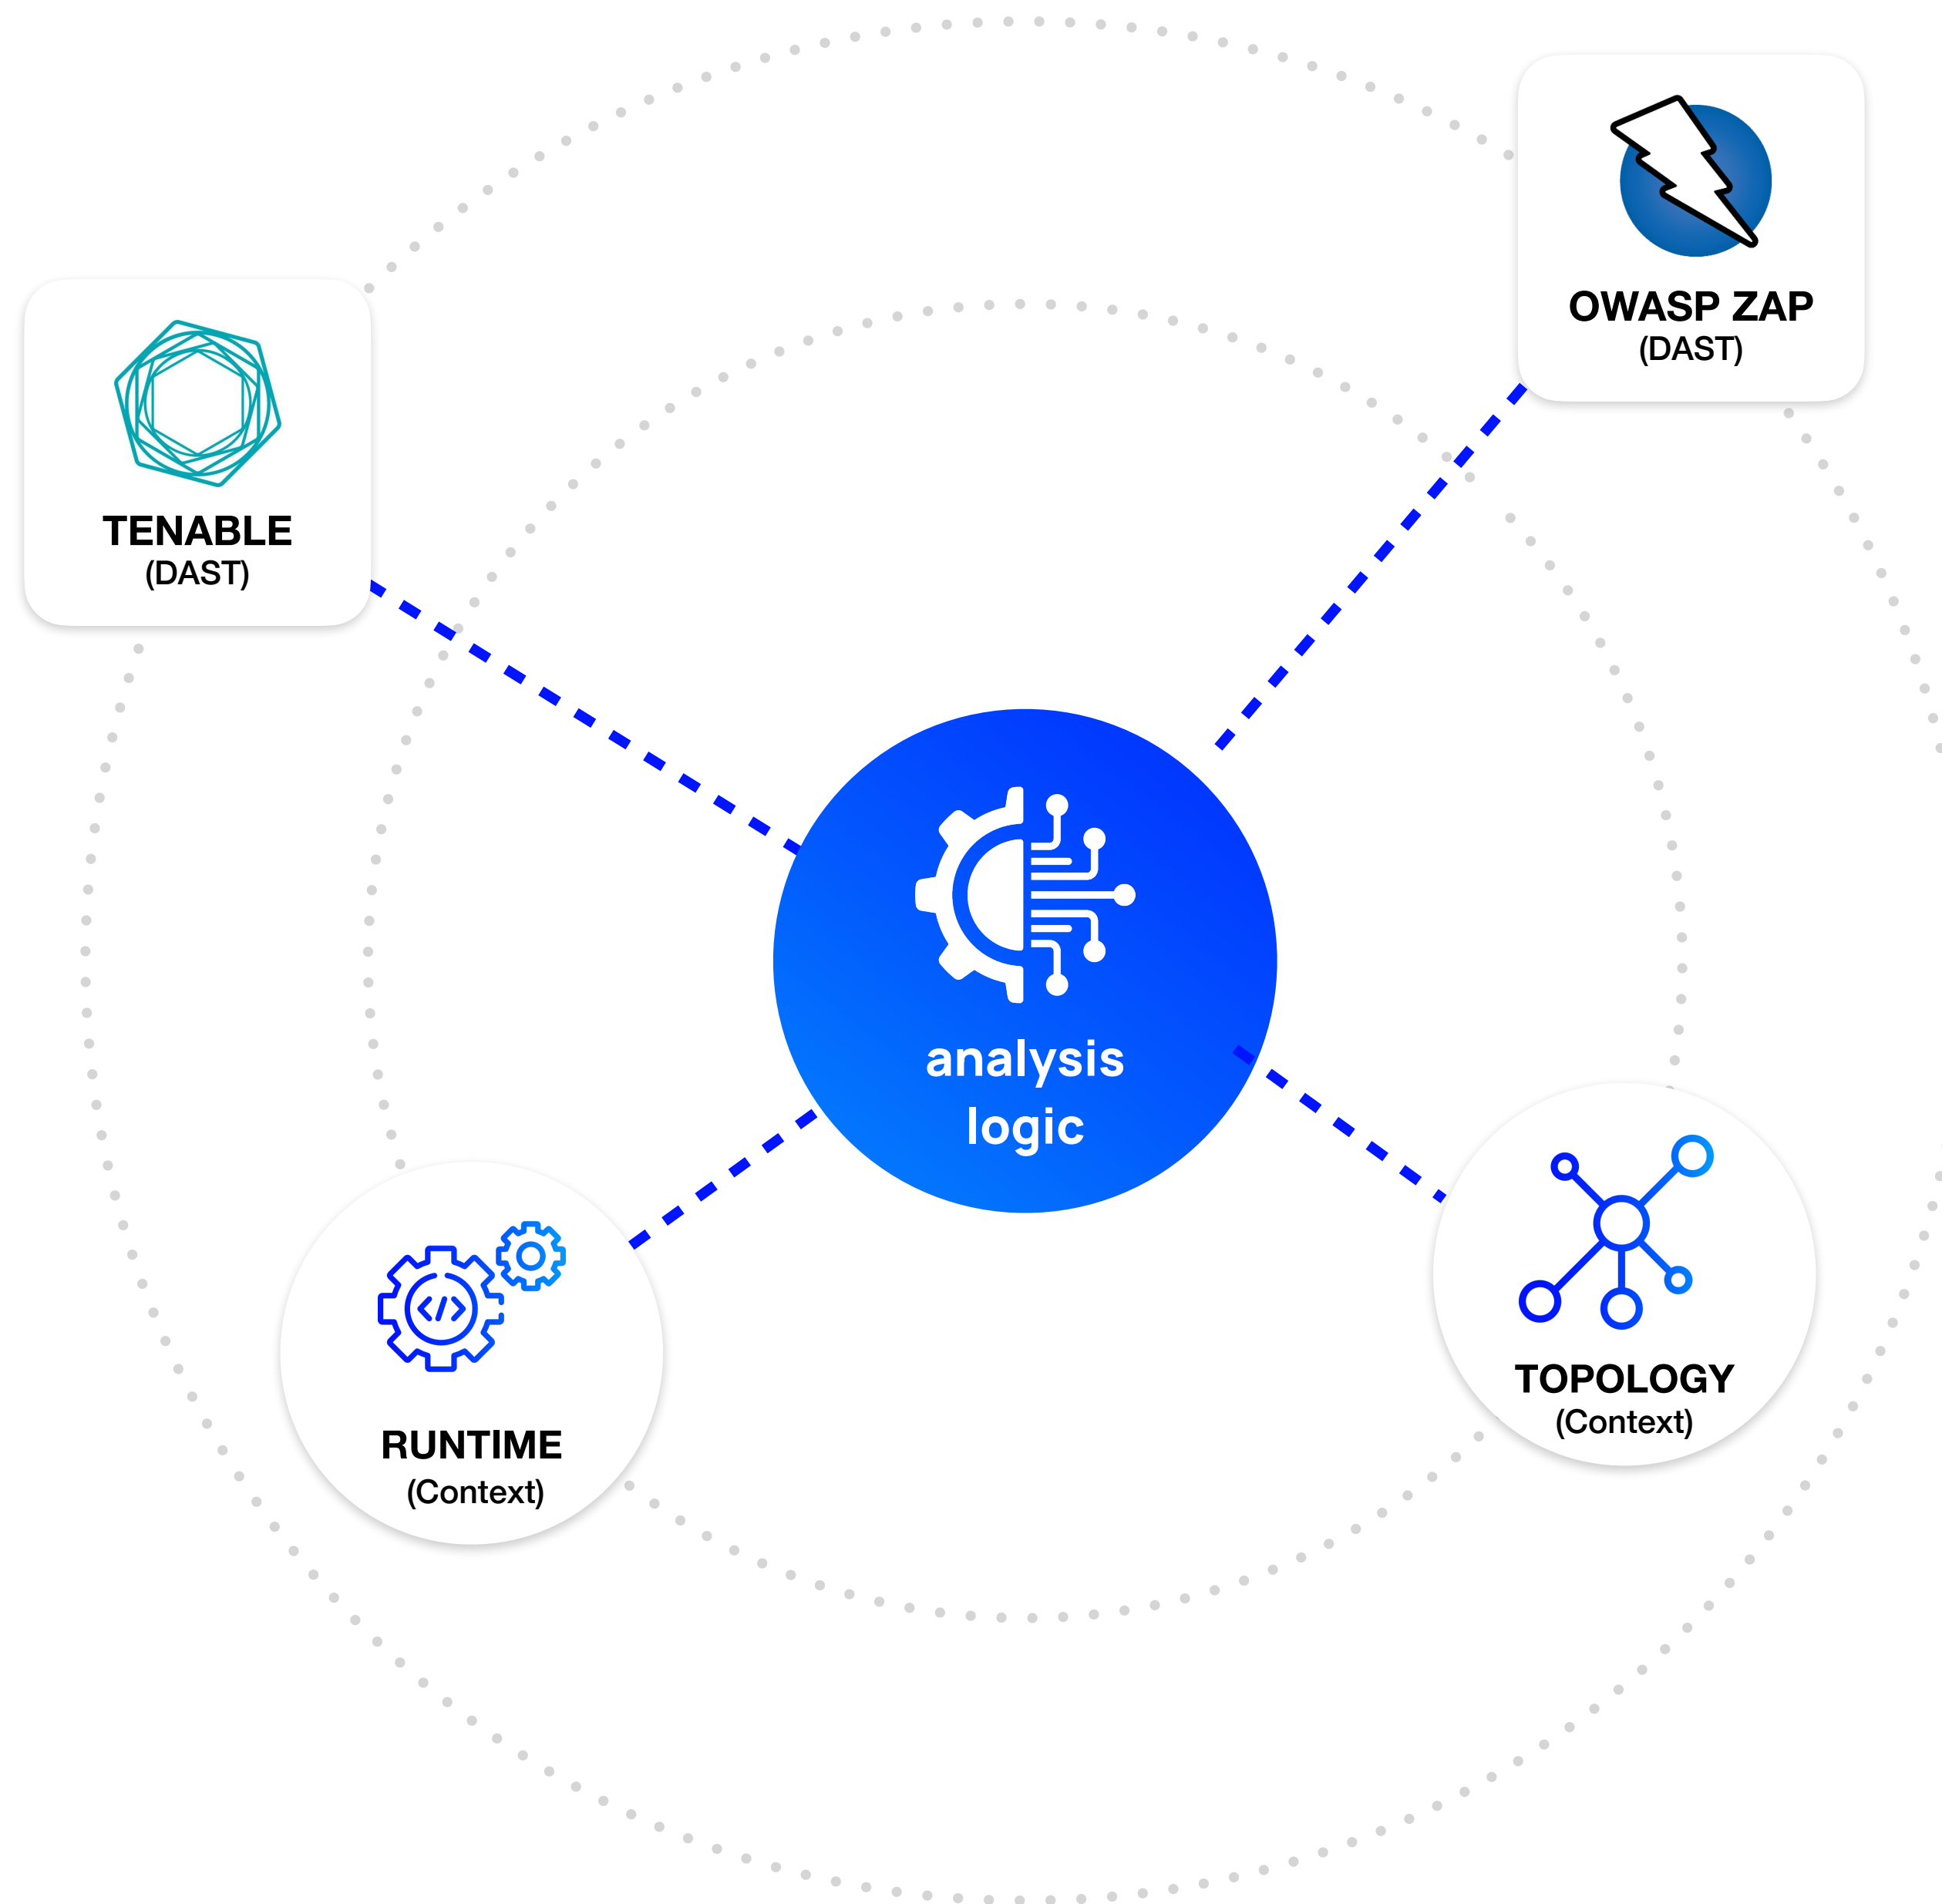 OWASP ZAP
(DAST)
TENABLE
(DAST)
analysis
logic
TOPOLOGY
(Context)
RUNTIME
(Context)